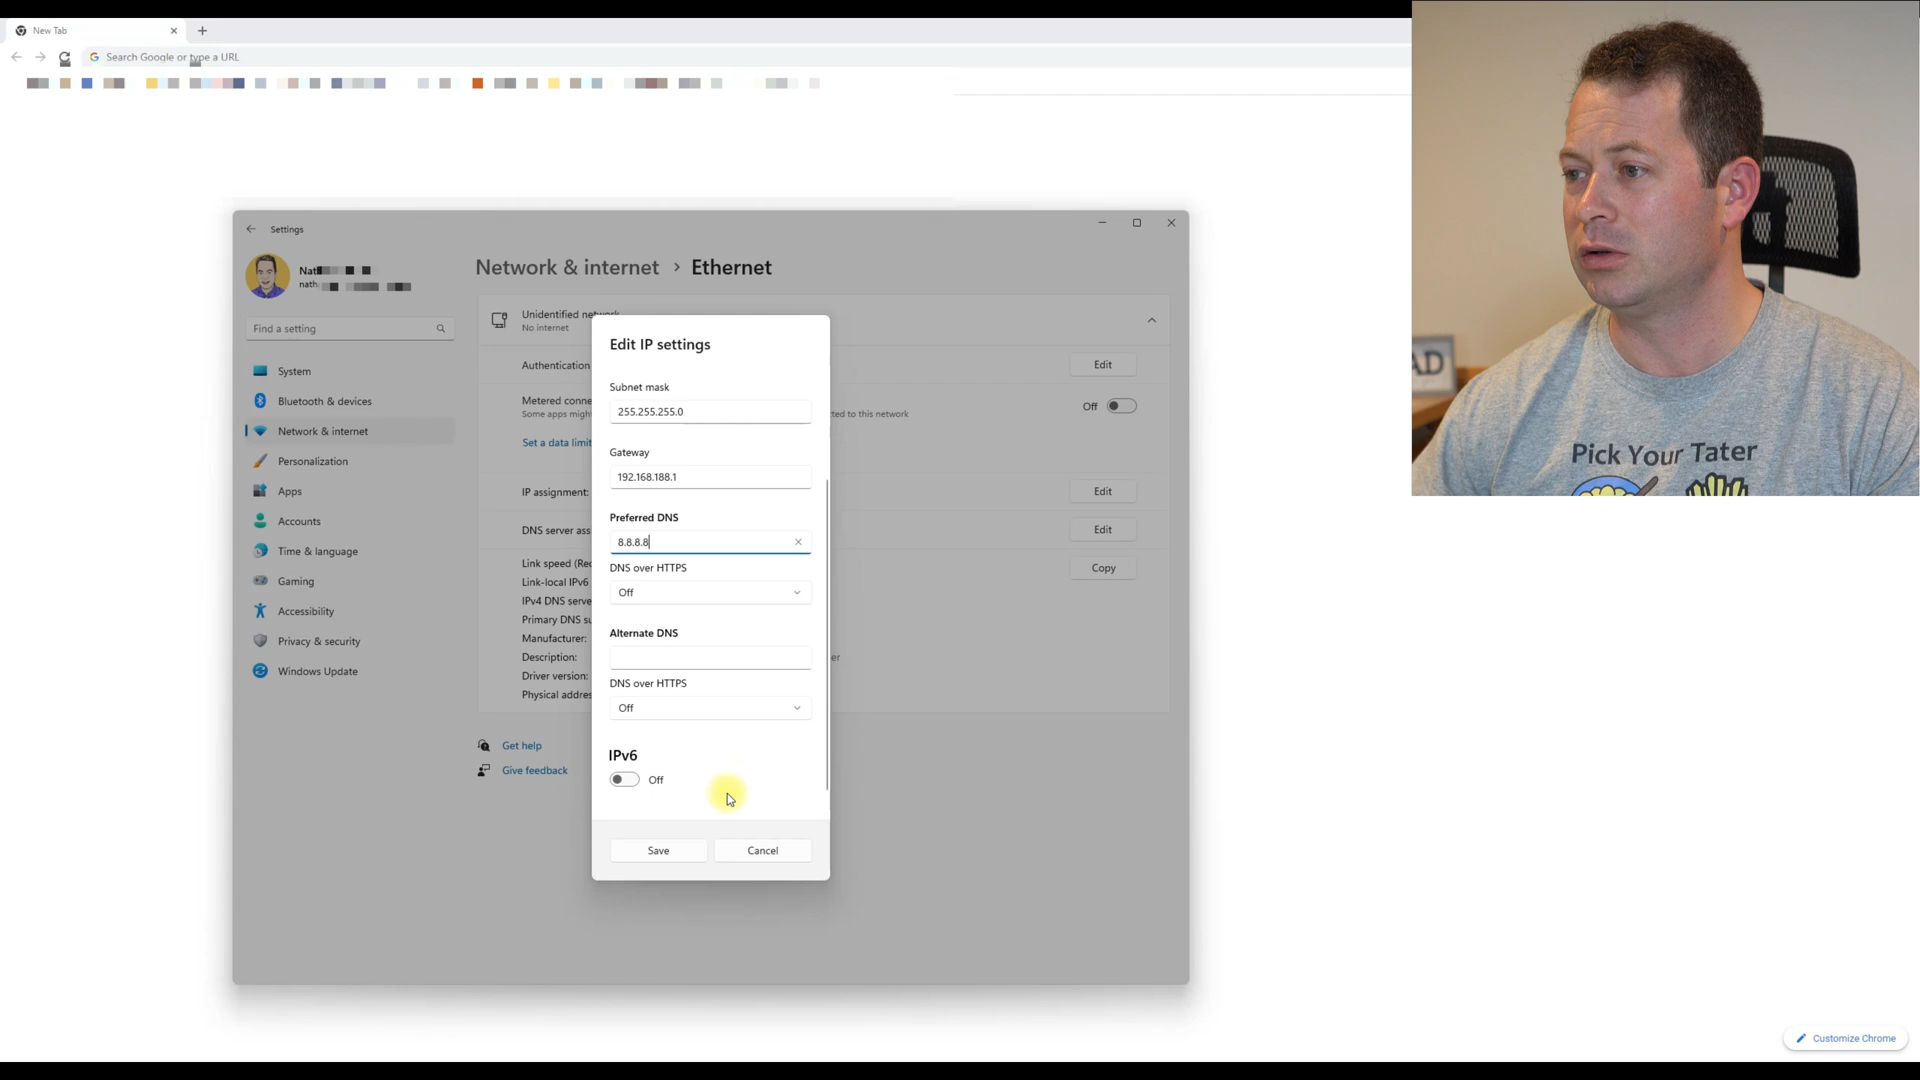 New Tab
Search Google or type a URL
Settings
Network & internet > Ethernet
Find a setting
System
Bluetooth & devices
Network & internet
Personalization
Apps
Accounts
Time & language
Gaming
Accessibility
Privacy & security
Windows Update
Unidentified network
No internet
Authentication
Edit
Metered conne
Some apps migh
cted to this network
Off
Set a data limit
IP assignment:
Edit
DNS server ass
Edit
Link speed (Rec
Copy
Link-local IPv6
IPv4 DNS serve
Primary DNS su
Manufacturer:
Description:
er
Driver version:
Physical addres
Get help
Give feedback
Edit IP settings
Subnet mask
255.255.255.0
Gateway
192.168.188.1
Preferred DNS
8.8.8.8
DNS over HTTPS
Off
Alternate DNS
DNS over HTTPS
Off
IPv6
Off
Save
Cancel
Pick Your Tater
Customize Chrome